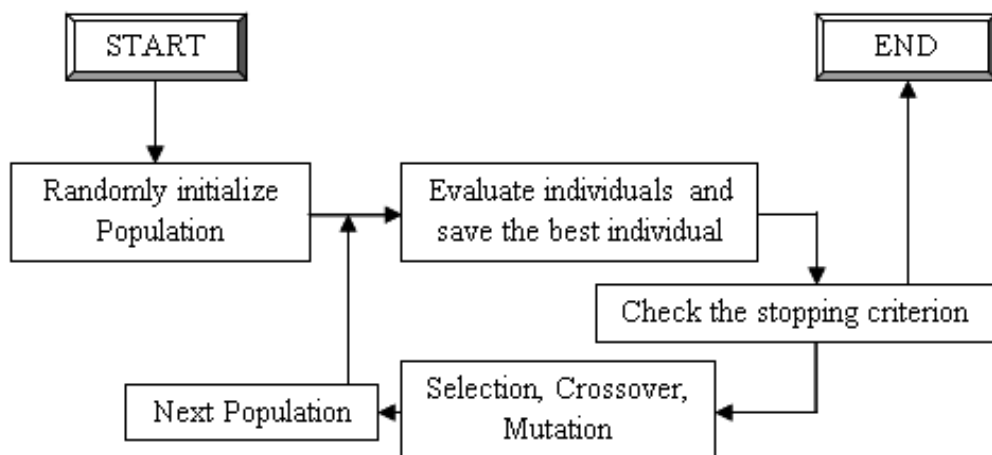 START
END
Randomly initialize
Population
Evaluate individuals and
save the best individual
Check the stopping criterion
Selection, Crossover,
Mutation
Next Population